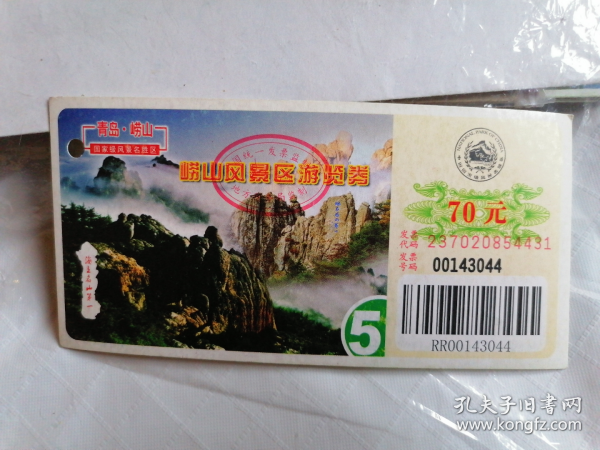 青岛·崂山
国家级风景名胜区
崂山风景区游览券
海上名山第一
5
70元
发票代码 237020854431
发票号码 00143044
RR00143044
孔夫子旧书网
www.kongfz.com